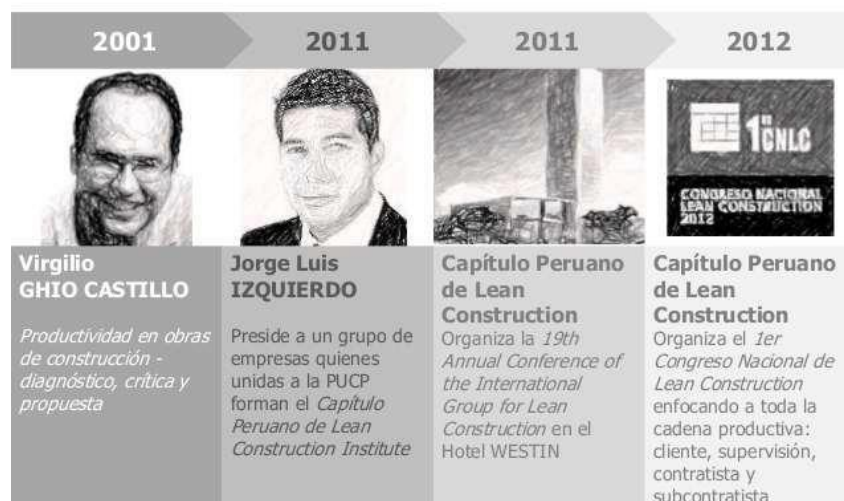 2001
2011
2011
2012
1er
CNLC
CONGRESO NACIONAL
LEAN CONSTRUCTION
2012
Virgilio
GHIO CASTILLO
Productividad en obras
de construcción -
diagnóstico, crítica y
propuesta
Jorge Luis
IZQUIERDO
Preside a un grupo de
empresas quienes
unidas a la PUCP
forman el Capítulo
Peruano de Lean
Construction Institute
Capítulo Peruano
de Lean
Construction
Organiza la 19th
Annual Conference of
the International
Group for Lean
Construction en el
Hotel WESTIN
Capítulo Peruano
de Lean
Construction
Organiza el 1er
Congreso Nacional de
Lean Construction
enfocando a toda la
cadena productiva:
cliente, supervisión,
contratista y
subcontratista